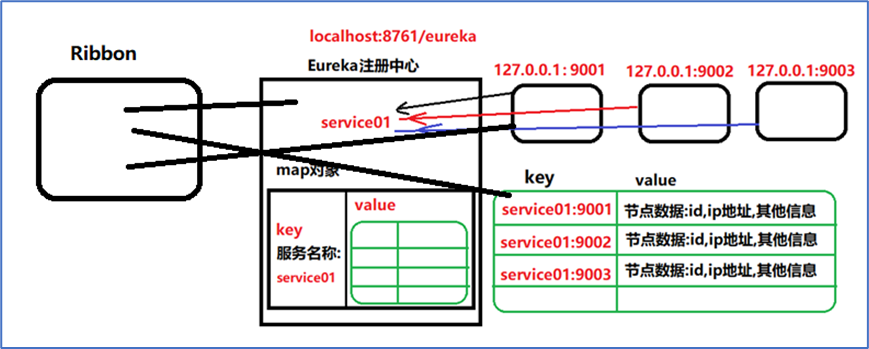 localhost:8761/eureka
Ribbon
Eureka注册中心
127.0.0.1: 9001
127.0.0.1:9002
127.0.0.1:9003
service01
map对象
key
服务名称:
service01
value
key
value
service01:9001
节点数据:id,ip地址,其他信息
service01:9002
节点数据:id,ip地址,其他信息
service01:9003
节点数据:id,ip地址,其他信息